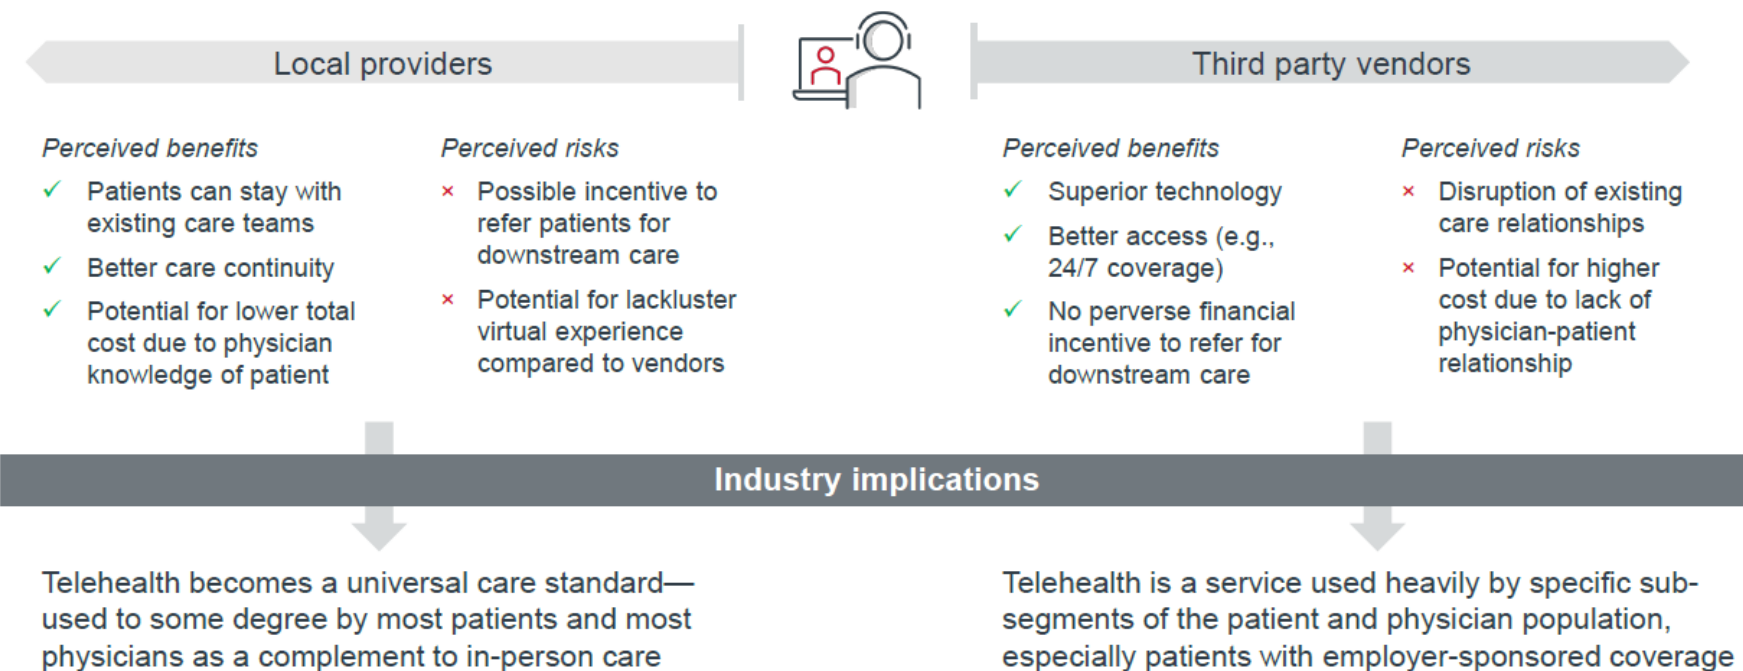 Local providers
Third party vendors
Perceived benefits
Patients can stay with
existing care teams
Better care continuity
Potential for lower total
cost due to physician
knowledge of patient
Perceived risks
Possible incentive to
refer patients for
downstream care
Potential for lackluster
virtual experience
compared to vendors
Perceived benefits
Superior technology
Better access (e.g.,
24/7 coverage)
No perverse financial
incentive to refer for
downstream care
Perceived risks
Disruption of existing
care relationships
Potential for higher
cost due to lack of
physician-patient
relationship
Industry implications
Telehealth becomes a universal care standard—
used to some degree by most patients and most
physicians as a complement to in-person care
Telehealth is a service used heavily by specific sub-
segments of the patient and physician population,
especially patients with employer-sponsored coverage